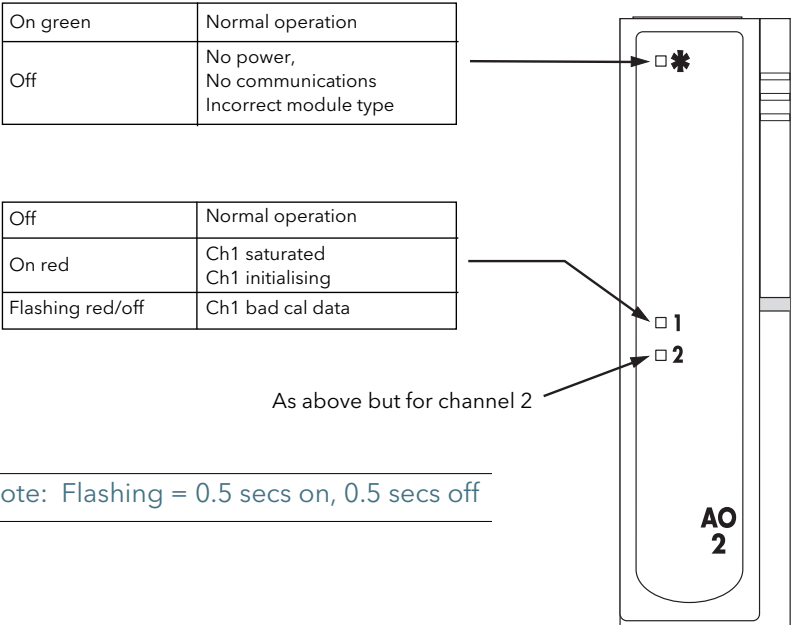 On green Normal operation
Off
No power,
No communications
Incorrect module type
✱
Off Normal operation
On red
Ch1 saturated
Ch1 initialising
Flashing red/off Ch1 bad cal data
1
2
As above but for channel 2
ote: Flashing = 0.5 secs on, 0.5 secs off
AO
2